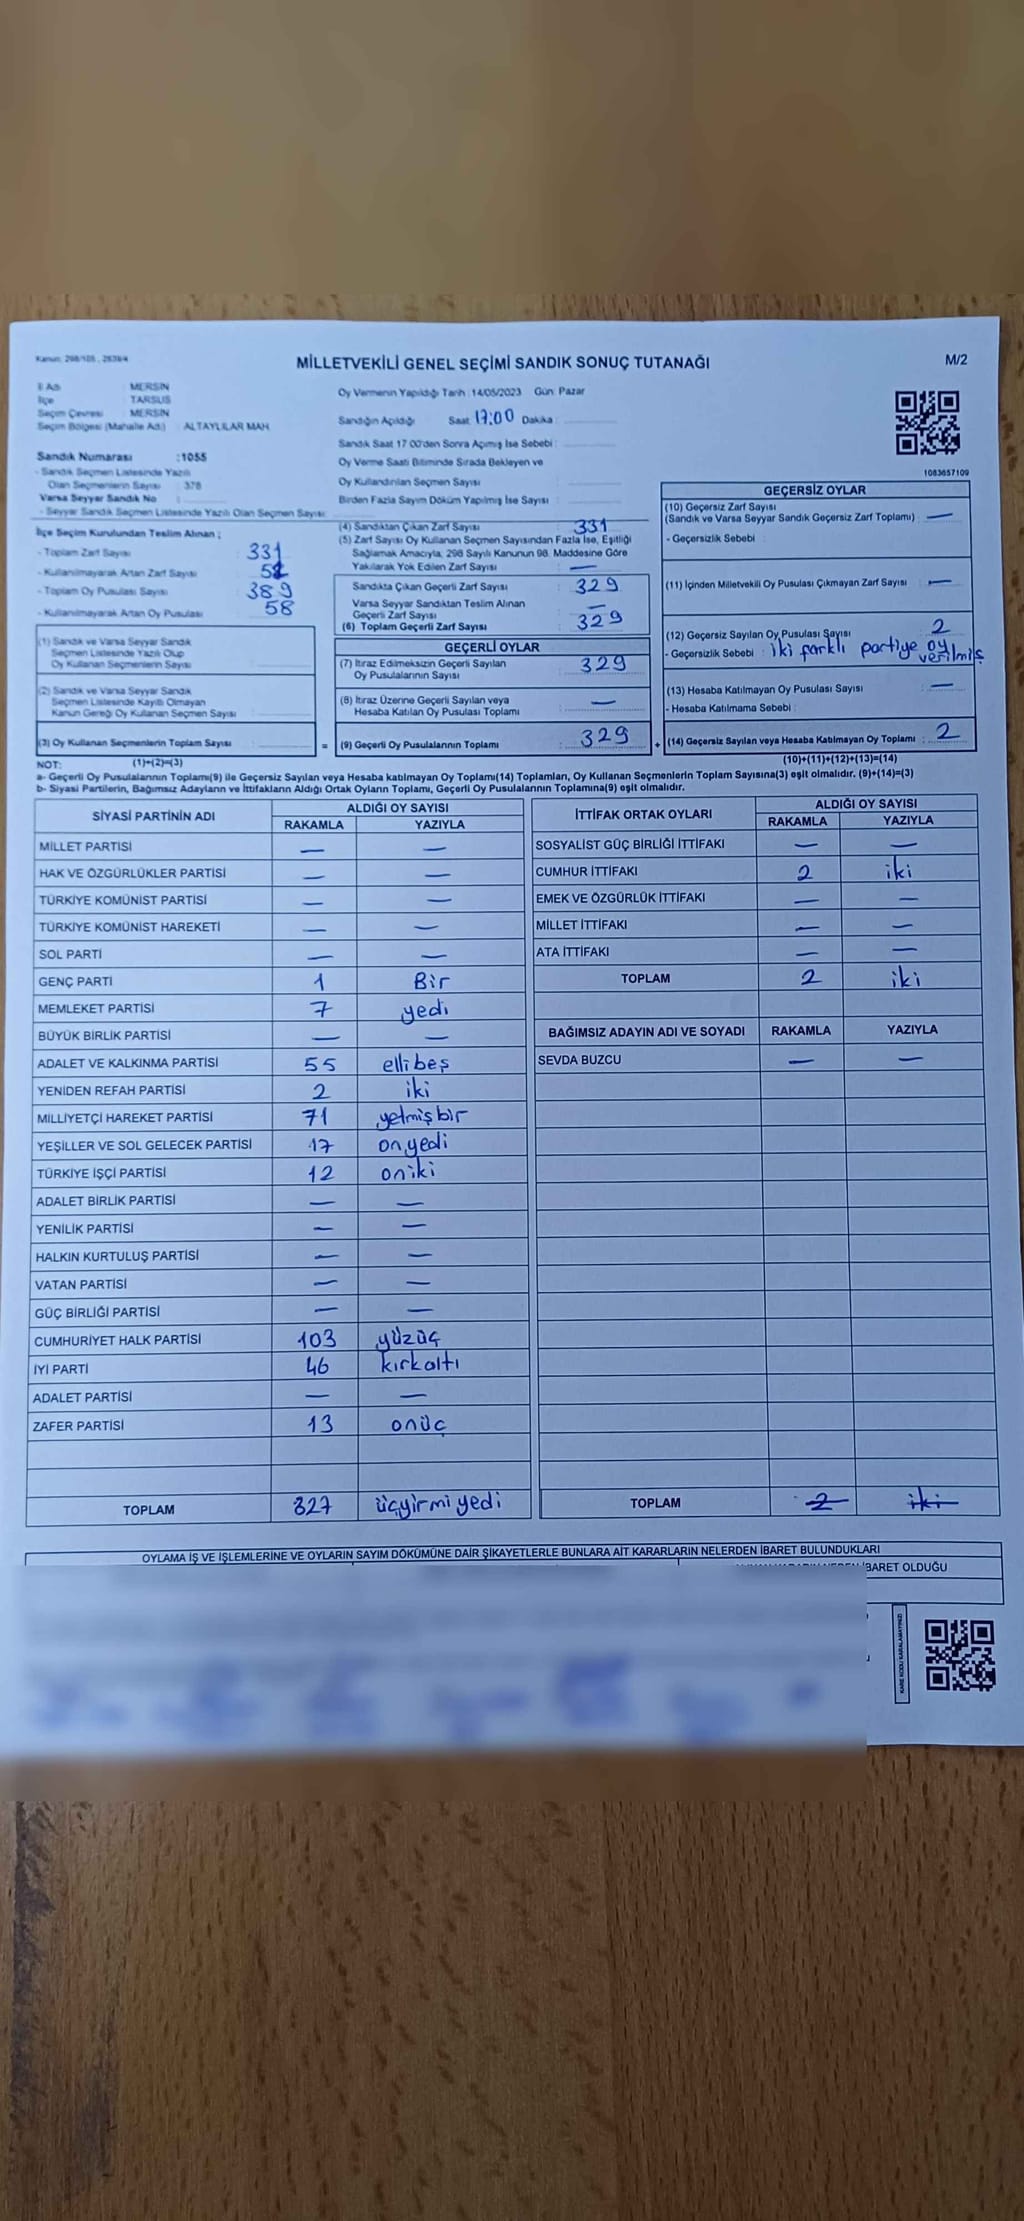 Kanun: 298/105 , 2839/4
MİLLETVEKİLİ GENEL SEÇİMİ SANDIK SONUÇ TUTANAĞI
M/2
İl Adı : MERSİN
İlçe : TARSUS
Seçim Çevresi : MERSİN
Seçim Bölgesi (Mahalle Adı) : ALTAYLILAR MAH.
Sandık Numarası :1055
- Sandık Seçmen Listesinde Yazılı
Olan Seçmenlerin Sayısı : 378
Varsa Seyyar Sandık No :
- Seyyar Sandık Seçmen Listesinde Yazılı Olan Seçmen Sayısı:
Oy Vermenin Yapıldığı Tarih :14/05/2023 Gün: Pazar
Sandığın Açıldığı Saat: 17:00 Dakika :
Sandık Saat 17:00'den Sonra Açımış İse Sebebi :
Oy Verme Saati Bitiminde Sırada Bekleyen ve
Oy Kullandırılan Seçmen Sayısı :
Birden Fazla Sayım Döküm Yapılmış İse Sayısı :
1083657109
İlçe Seçim Kurulundan Teslim Alınan ;
- Toplam Zarf Sayısı : 331
- Kullanılmayarak Artan Zarf Sayısı :
- Toplam Oy Pusulası Sayısı : 389
- Kullanılmayarak Artan Oy Pusulası : 58
(1) Sandık ve Varsa Seyyar Sandık
Seçmen Listesinde Yazılı Olup
Oy Kullanan Seçmenlerin Sayısı :
(2) Sandık ve Varsa Seyyar Sandık
Seçmen Listesinde Kayıtlı Olmayan
Kanun Gereği Oy Kullanan Seçmen Sayısı :
(3) Oy Kullanan Seçmenlerin Toplam Sayısı :
(4) Sandıktan Çıkan Zarf Sayısı : 331
(5) Zarf Sayısı Oy Kullanan Seçmen Sayısından Fazla İse, Eşitliği
Sağlamak Amacıyla, 298 Sayılı Kanunun 98. Maddesine Göre
Yakılarak Yok Edilen Zarf Sayısı : —
Sandıkta Çıkan Geçerli Zarf Sayısı : 329
Varsa Seyyar Sandıktan Teslim Alınan
Geçerli Zarf Sayısı : —
(6) Toplam Geçerli Zarf Sayısı : 329
GEÇERLİ OYLAR
(7) İtiraz Edilmeksizin Geçerli Sayılan
Oy Pusulalarının Sayısı : 329
(8) İtiraz Üzerine Geçerli Sayılan veya
Hesaba Katılan Oy Pusulası Toplamı : —
= (9) Geçerli Oy Pusulalarının Toplamı : 329
GEÇERSİZ OYLAR
(10) Geçersiz Zarf Sayısı
(Sandık ve Varsa Seyyar Sandık Geçersiz Zarf Toplamı) : —
- Geçersizlik Sebebi :
(11) İçinden Milletvekili Oy Pusulası Çıkmayan Zarf Sayısı : —
(12) Geçersiz Sayılan Oy Pusulası Sayısı : 2
- Geçersizlik Sebebi : iki farklı partiye oy
verilmiş
(13) Hesaba Katılmayan Oy Pusulası Sayısı : —
- Hesaba Katılmama Sebebi :
+ (14) Geçersiz Sayılan veya Hesaba Katılmayan Oy Toplamı : 2
NOT: (1)+(2)=(3)
(10)+(11)+(12)+(13)=(14)
a- Geçerli Oy Pusulalarının Toplamı(9) ile Geçersiz Sayılan veya Hesaba katılmayan Oy Toplamı(14) Toplamları, Oy Kullanan Seçmenlerin Toplam Sayısına(3) eşit olmalıdır. (9)+(14)=(3)
b- Siyasi Partilerin, Bağımsız Adayların ve İttifakların Aldığı Ortak Oyların Toplamı, Geçerli Oy Pusulalarının Toplamına(9) eşit olmalıdır.
SİYASİ PARTİNİN ADI ALDIĞI OY SAYISI
RAKAMLA YAZIYLA
MİLLET PARTİSİ — —
HAK VE ÖZGÜRLÜKLER PARTİSİ — —
TÜRKİYE KOMÜNİST PARTİSİ — —
TÜRKİYE KOMÜNİST HAREKETİ — —
SOL PARTİ — —
GENÇ PARTİ 1 Bir
MEMLEKET PARTİSİ 7 yedi
BÜYÜK BİRLİK PARTİSİ — —
ADALET VE KALKINMA PARTİSİ 55 ellibeş
YENİDEN REFAH PARTİSİ 2 iki
MİLLİYETÇİ HAREKET PARTİSİ 71 yetmişbir
YEŞİLLER VE SOL GELECEK PARTİSİ 17 onyedi
TÜRKİYE İŞÇİ PARTİSİ 12 oniki
ADALET BİRLİK PARTİSİ — —
YENİLİK PARTİSİ — —
HALKIN KURTULUŞ PARTİSİ — —
VATAN PARTİSİ — —
GÜÇ BİRLİĞİ PARTİSİ — —
CUMHURİYET HALK PARTİSİ 103 yüzüç
İYİ PARTİ 46 kırkaltı
ADALET PARTİSİ — —
ZAFER PARTİSİ 13 onüç
TOPLAM 327 üçyirmi yedi
İTTİFAK ORTAK OYLARI ALDIĞI OY SAYISI
RAKAMLA YAZIYLA
SOSYALİST GÜÇ BİRLİĞİ İTTİFAKI — —
CUMHUR İTTİFAKI 2 iki
EMEK VE ÖZGÜRLÜK İTTİFAKI — —
MİLLET İTTİFAKI — —
ATA İTTİFAKI — —
TOPLAM 2 iki
BAĞIMSIZ ADAYIN ADI VE SOYADI RAKAMLA YAZIYLA
SEVDA BUZCU — —
TOPLAM 2 iki
OYLAMA İŞ VE İŞLEMLERİNE VE OYLARIN SAYIM DÖKÜMÜNE DAİR ŞİKAYETLERLE BUNLARA AİT KARARLARIN NELERDEN İBARET BULUNDUKLARI
İBARET OLDUĞU
KARE KODU KARALAMAYINIZ